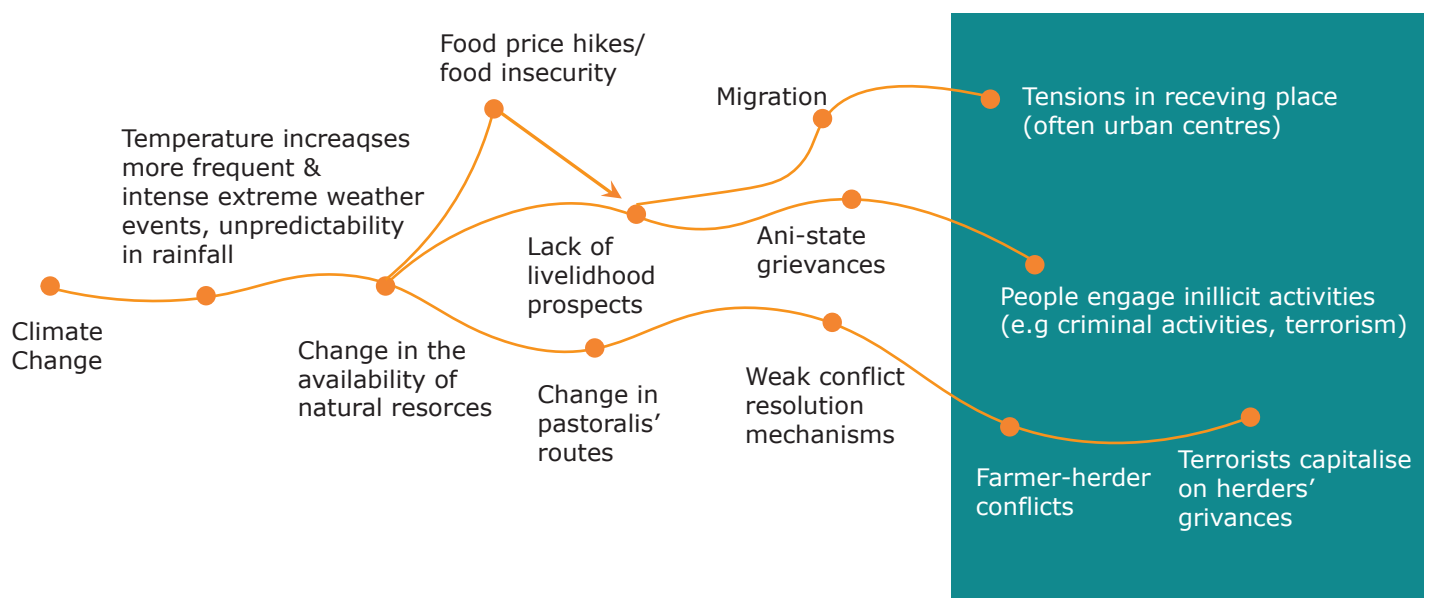 Climate
Change
Temperature increaqses
more frequent &
intense extreme weather
events, unpredictability
in rainfall
Change in the
availability of
natural resorces
Food price hikes/
food insecurity
Lack of
livelidhood
prospects
Change in
pastoralis’
routes
Migration
Ani-state
grievances
Weak conflict
resolution
mechanisms
Tensions in receving place
(often urban centres)
People engage inillicit activities
(e.g criminal activities, terrorism)
Farmer-herder
conflicts
Terrorists capitalise
on herders’
grivances